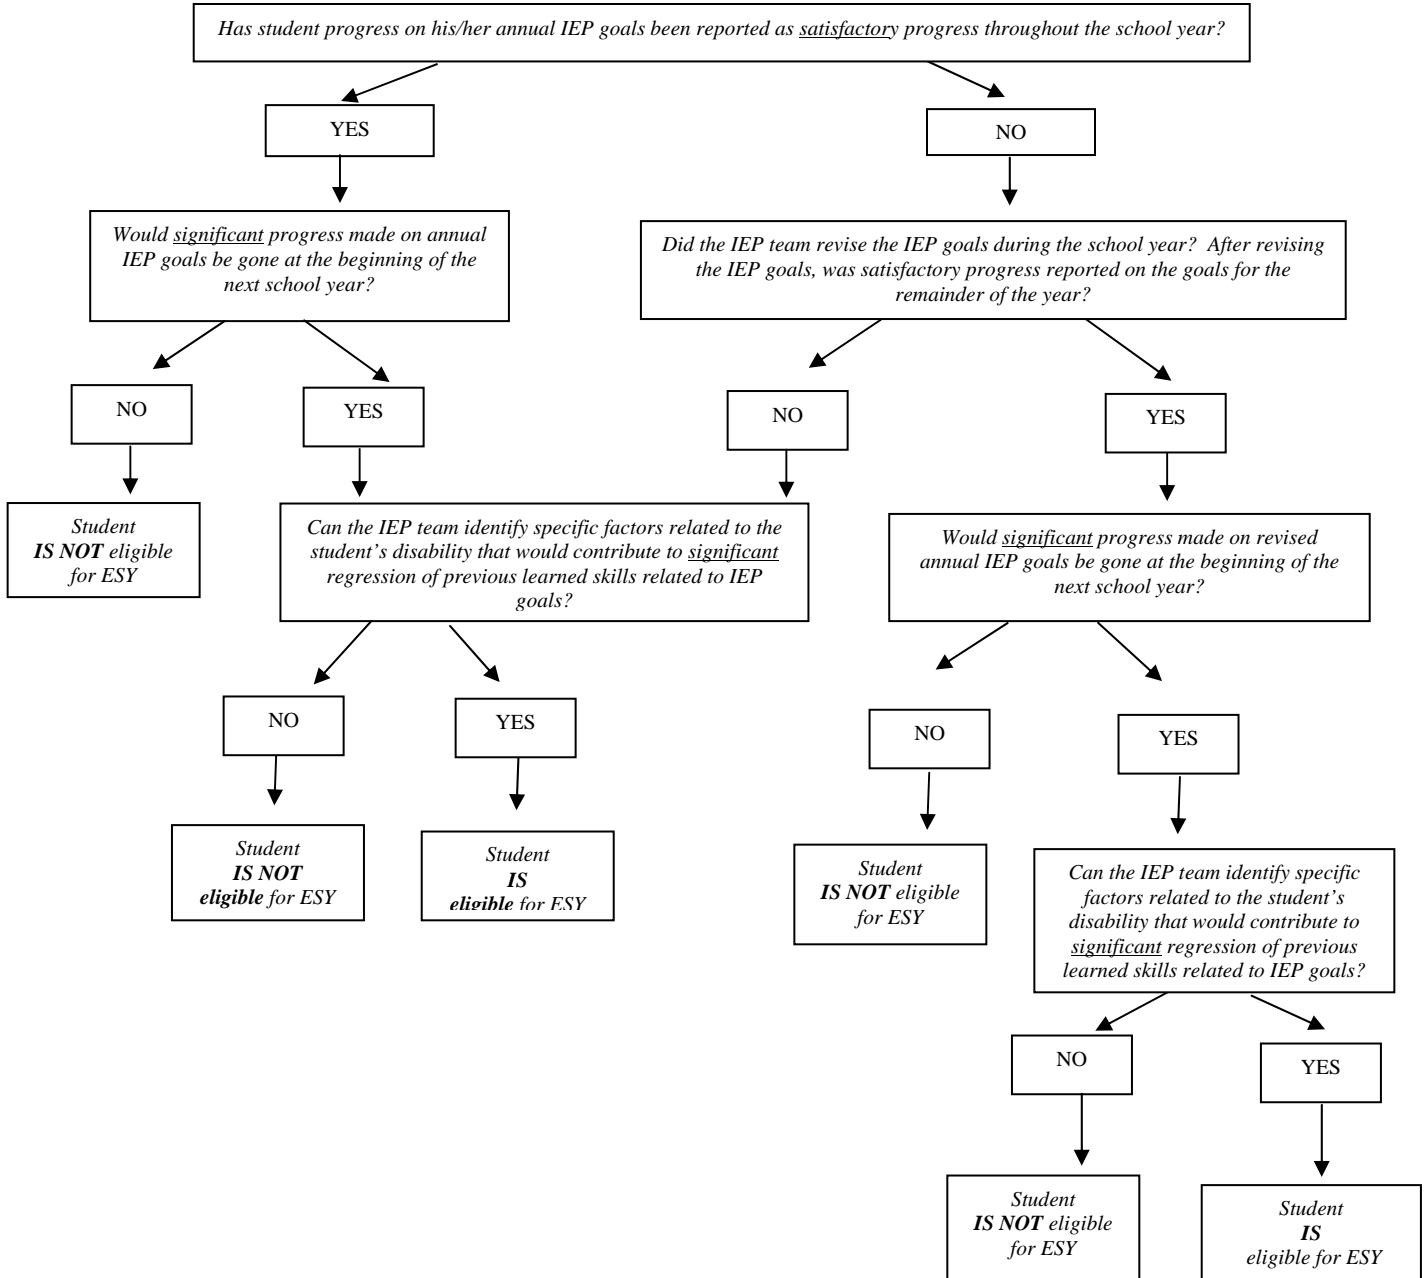 Has student progress on his/her annual IEP goals been reported as satisfactory progress throughout the school year?
YES
NO
Would significant progress made on annual
IEP goals be gone at the beginning of the
next school year?
Did the IEP team revise the IEP goals during the school year?  After revising
the IEP goals, was satisfactory progress reported on the goals for the
remainder of the year?
NO
YES
NO
YES
Student
IS NOT eligible
for ESY
Can the IEP team identify specific factors related to the
student’s disability that would contribute to significant
regression of previous learned skills related to IEP
goals?
Would significant progress made on revised
annual IEP goals be gone at the beginning of the
next school year?
NO
YES
NO
YES
Student
IS NOT
eligible for ESY
Student
IS
eligible for ESY
Student
IS NOT eligible
for ESY
Can the IEP team identify specific
factors related to the student’s
disability that would contribute to
significant regression of previous
learned skills related to IEP goals?
NO
YES
Student
IS NOT eligible
for ESY
Student
IS
eligible for ESY